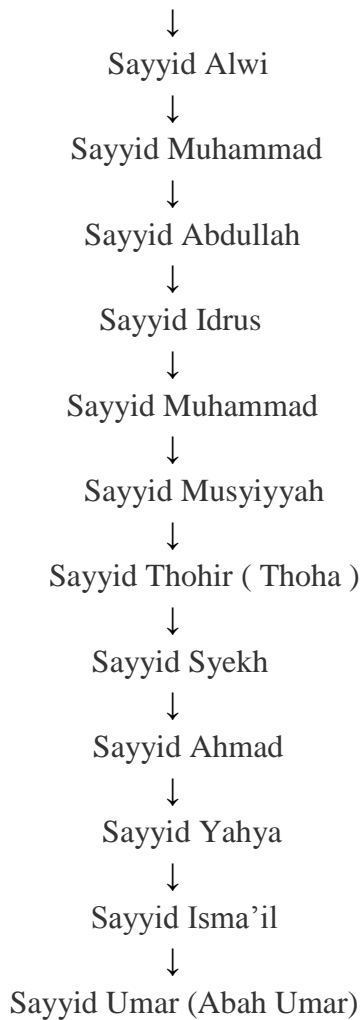 ↓
Sayyid Alwi
↓
Sayyid Muhammad
↓
Sayyid Abdullah
↓
Sayyid Idrus
↓
Sayyid Muhammad
↓
Sayyid Musyiyyah
↓
Sayyid Thohir ( Thoha )
↓
Sayyid Syekh
↓
Sayyid Ahmad
↓
Sayyid Yahya
↓
Sayyid Isma’il
↓
Sayyid Umar (Abah Umar)